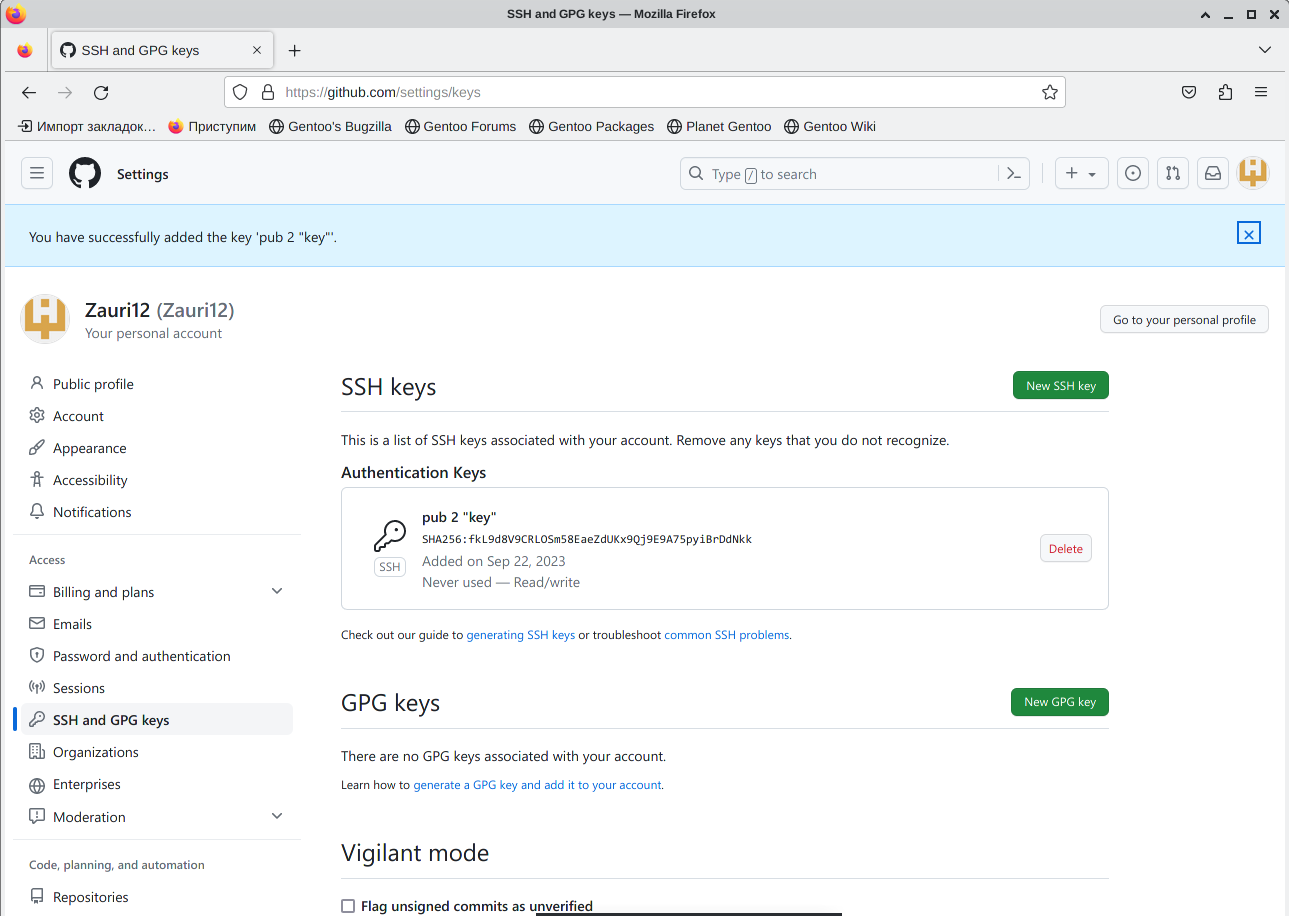 SSH and GPG keys — Mozilla Firefox
SSH and GPG keys
https://github.com/settings/keys
Импорт закладок… Приступим Gentoo's Bugzilla Gentoo Forums Gentoo Packages Planet Gentoo Gentoo Wiki
Settings
Type / to search
You have successfully added the key 'pub 2 "key"'.
Zauri12 (Zauri12)
Your personal account
Go to your personal profile
Public profile
Account
Appearance
Accessibility
Notifications
Access
Billing and plans
Emails
Password and authentication
Sessions
SSH and GPG keys
Organizations
Enterprises
Moderation
Code, planning, and automation
Repositories
SSH keys
New SSH key
This is a list of SSH keys associated with your account. Remove any keys that you do not recognize.
Authentication Keys
pub 2 "key"
SHA256:fkL9d8V9CRLOSm58EaeZdUKx9Qj9E9A75pyiBrDdNkk
SSH
Added on Sep 22, 2023
Never used — Read/write
Delete
Check out our guide to generating SSH keys or troubleshoot common SSH problems.
GPG keys
New GPG key
There are no GPG keys associated with your account.
Learn how to generate a GPG key and add it to your account.
Vigilant mode
Flag unsigned commits as unverified